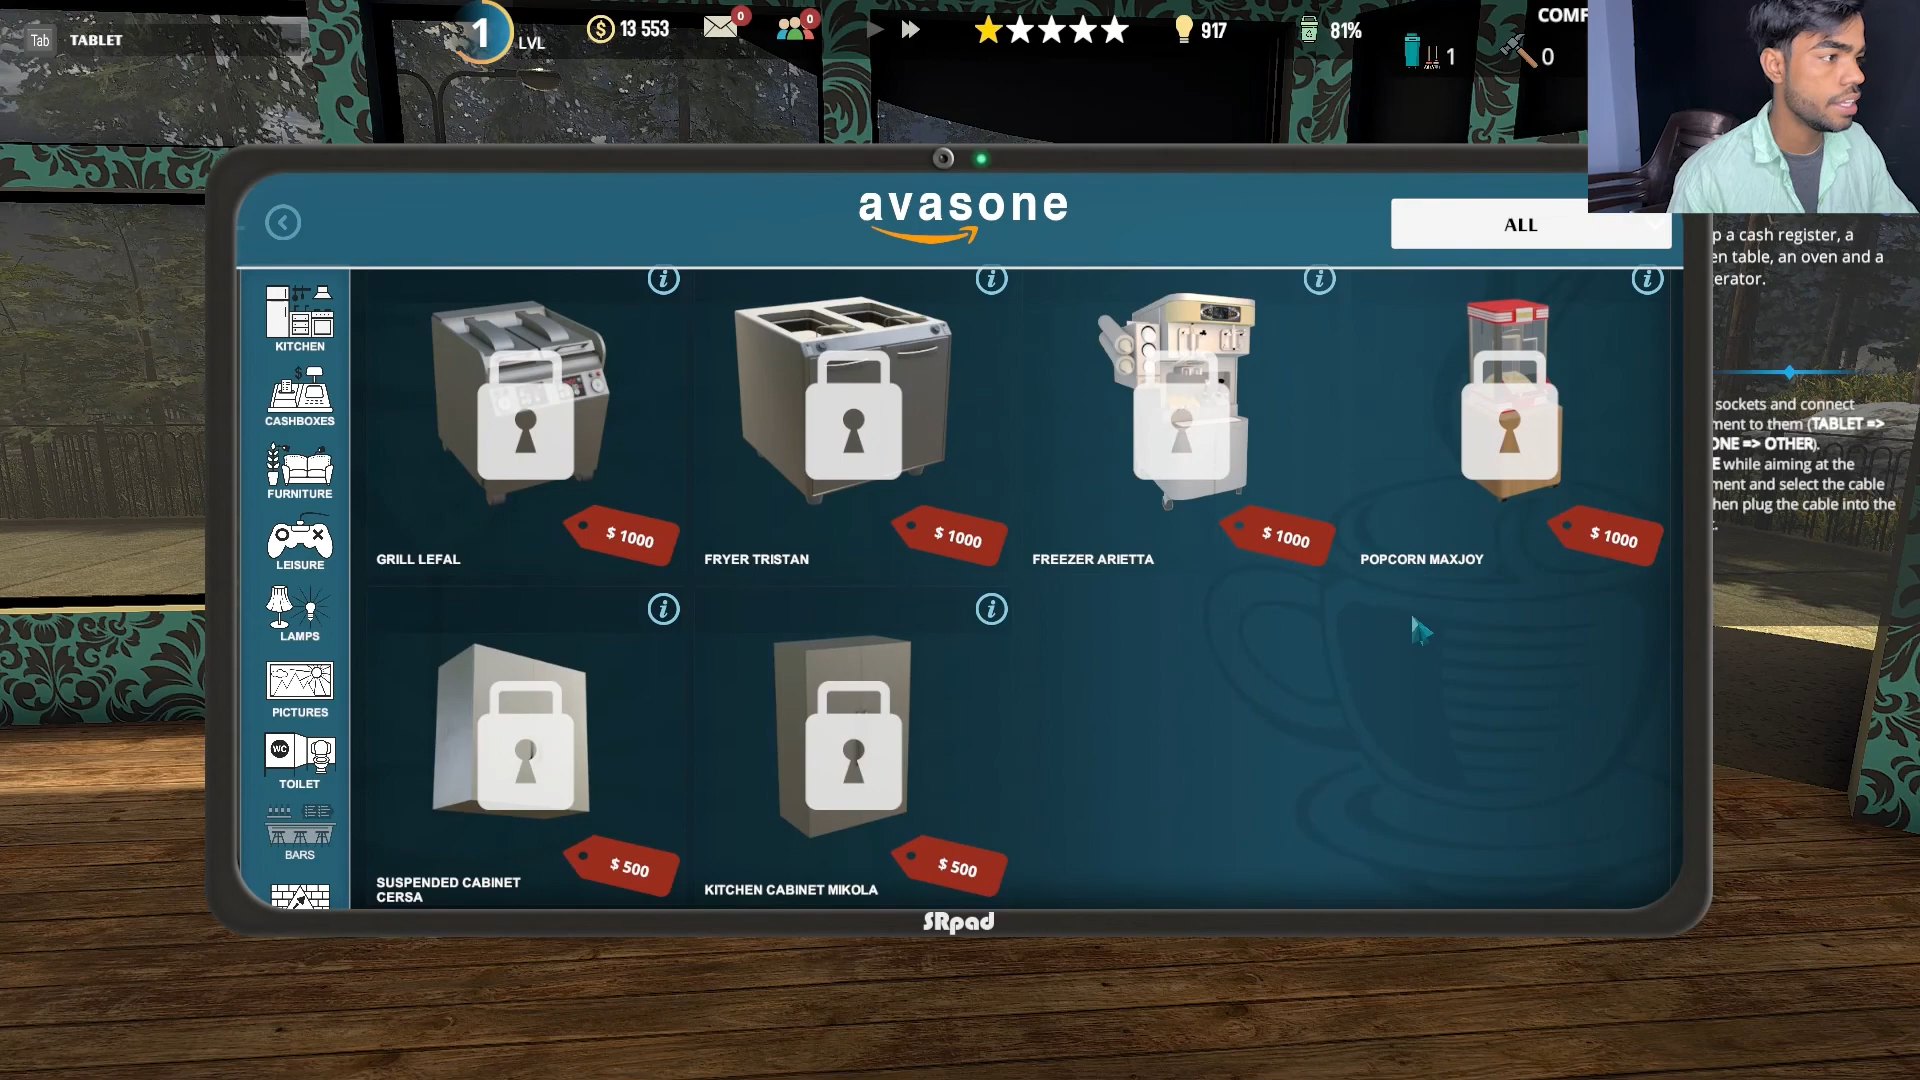 Tab TABLET
1 LVL
13 553
0
0
917
81%
1
COMF
0
avasone
ALL
KITCHEN
CASHBOXES
FURNITURE
LEISURE
LAMPS
PICTURES
WC
TOILET
BARS
$ 1000
GRILL LEFAL
$ 1000
FRYER TRISTAN
$ 1000
FREEZER ARIETTA
$ 1000
POPCORN MAXJOY
$ 500
SUSPENDED CABINET
CERSA
$ 500
KITCHEN CABINET MIKOLA
SRpad
p a cash register, a
en table, an oven and a
erator.
sockets and connect
ment to them (TABLET =>
ONE => OTHER).
E while aiming at the
ment and select the cable
hen plug the cable into the